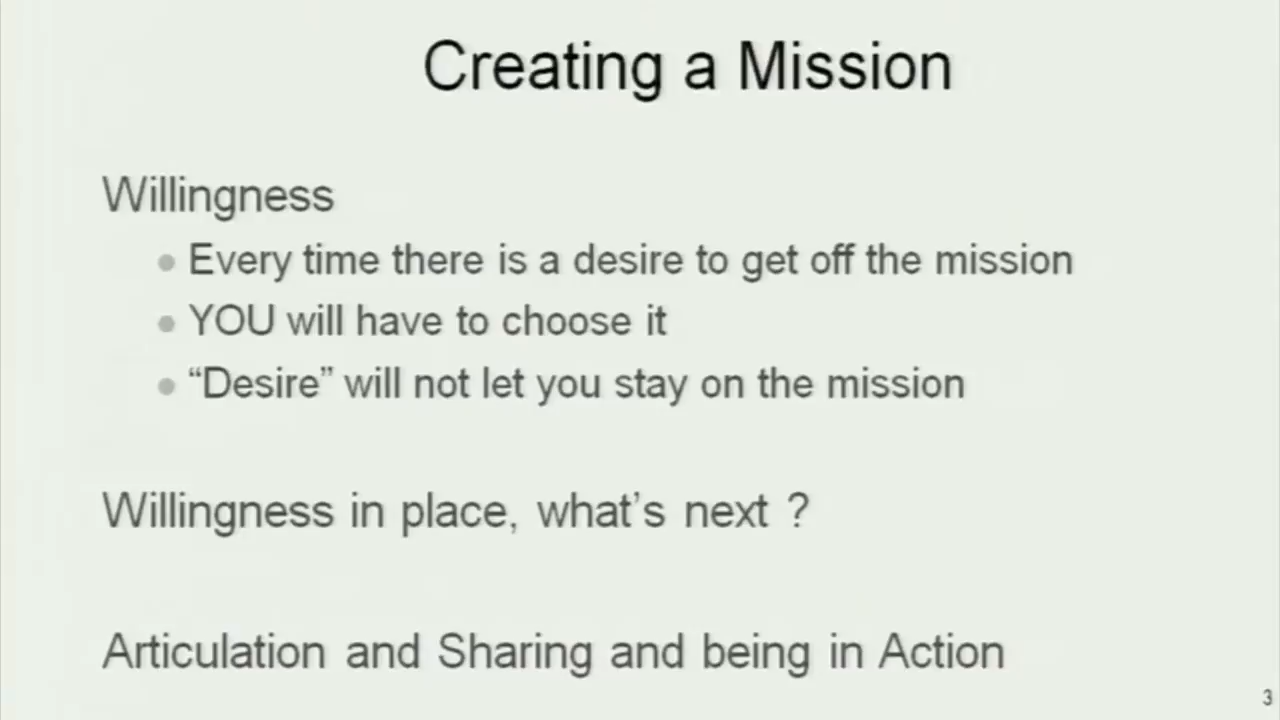 Creating a Mission
Willingness
• Every time there is a desire to get off the mission
• YOU will have to choose it
• “Desire” will not let you stay on the mission
Willingness in place, what’s next ?
Articulation and Sharing and being in Action
3